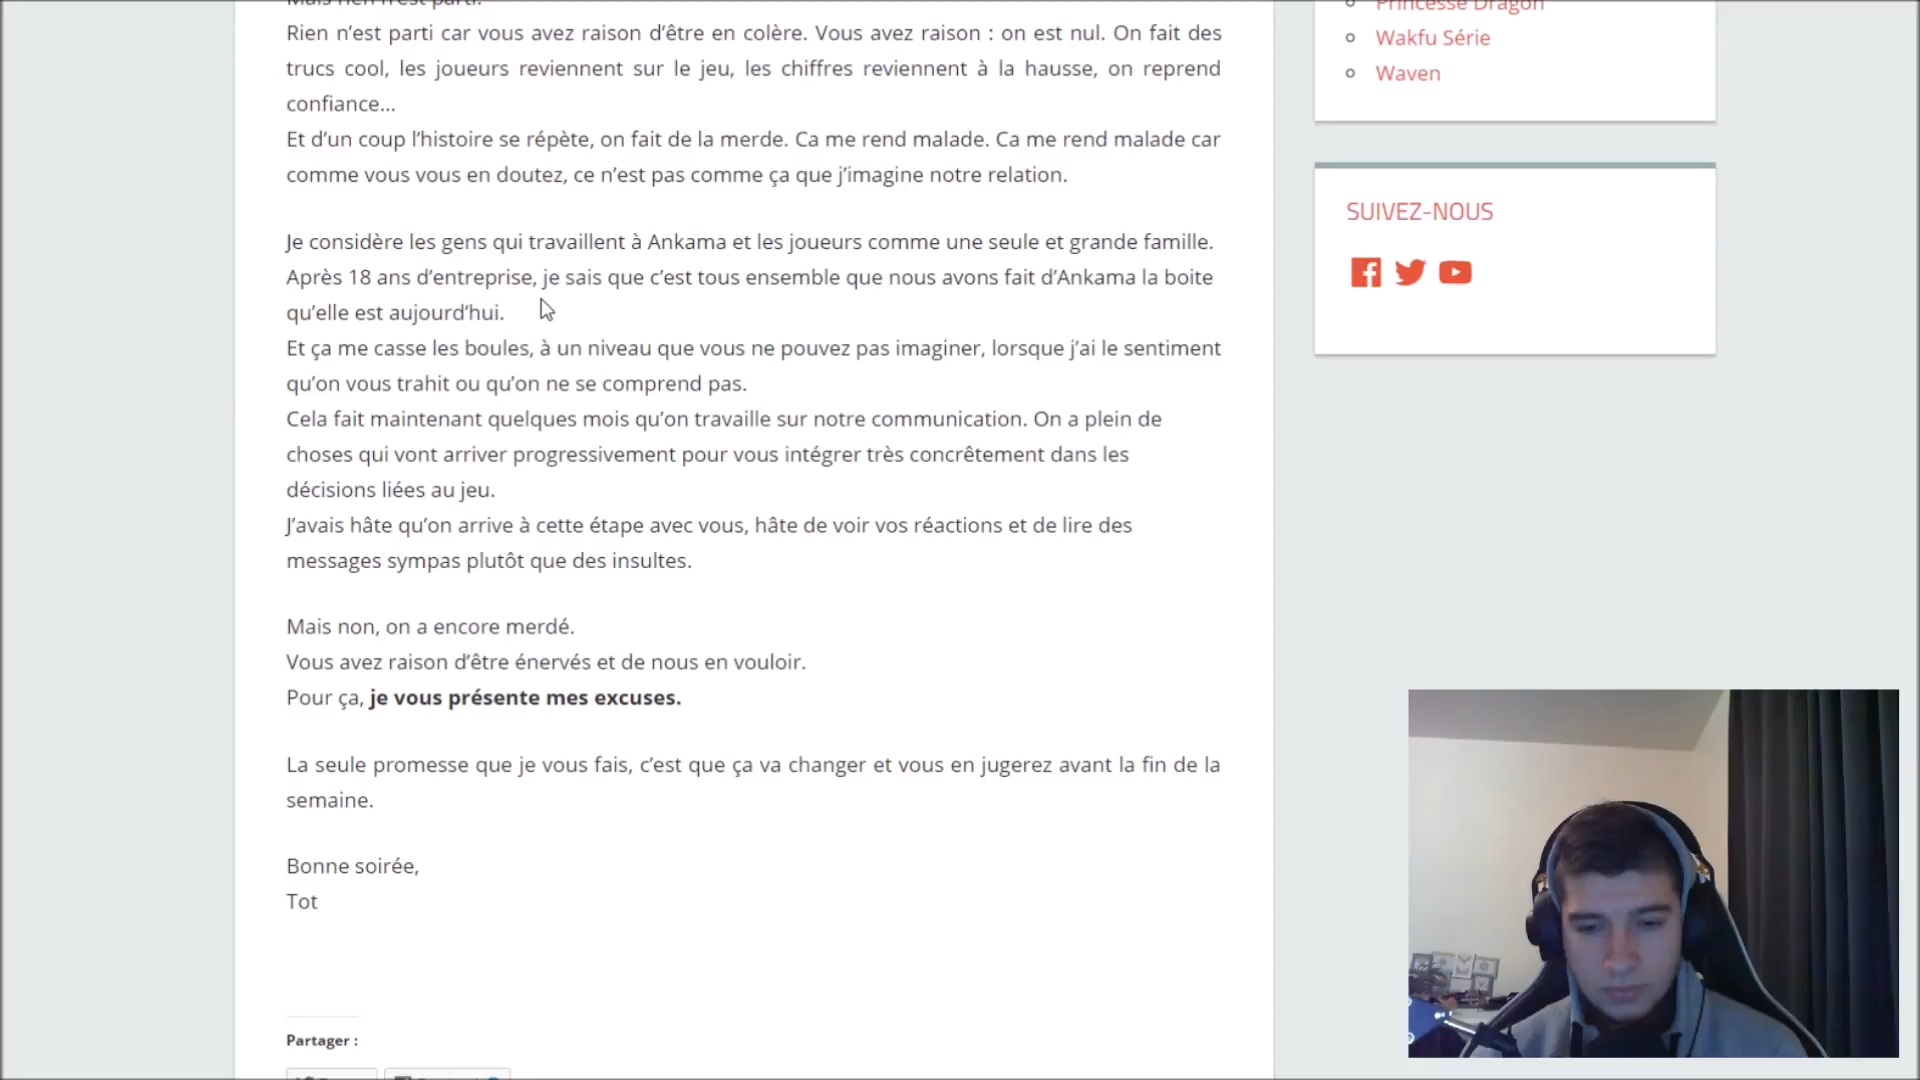 Mais rien n'est parti.
Rien n’est parti car vous avez raison d’être en colère. Vous avez raison : on est nul. On fait des
trucs cool, les joueurs reviennent sur le jeu, les chiffres reviennent à la hausse, on reprend
confiance…
Et d’un coup l’histoire se répète, on fait de la merde. Ca me rend malade. Ca me rend malade car
comme vous vous en doutez, ce n’est pas comme ça que j’imagine notre relation.
Je considère les gens qui travaillent à Ankama et les joueurs comme une seule et grande famille.
Après 18 ans d’entreprise, je sais que c’est tous ensemble que nous avons fait d’Ankama la boite
qu’elle est aujourd’hui.
Et ça me casse les boules, à un niveau que vous ne pouvez pas imaginer, lorsque j’ai le sentiment
qu’on vous trahit ou qu’on ne se comprend pas.
Cela fait maintenant quelques mois qu’on travaille sur notre communication. On a plein de
choses qui vont arriver progressivement pour vous intégrer très concrêtement dans les
décisions liées au jeu.
J’avais hâte qu’on arrive à cette étape avec vous, hâte de voir vos réactions et de lire des
messages sympas plutôt que des insultes.
Mais non, on a encore merdé.
Vous avez raison d’être énervés et de nous en vouloir.
Pour ça, je vous présente mes excuses.
La seule promesse que je vous fais, c’est que ça va changer et vous en jugerez avant la fin de la
semaine.
Bonne soirée,
Tot
Partager :
Princesse Dragon
Wakfu Série
Waven
SUIVEZ-NOUS